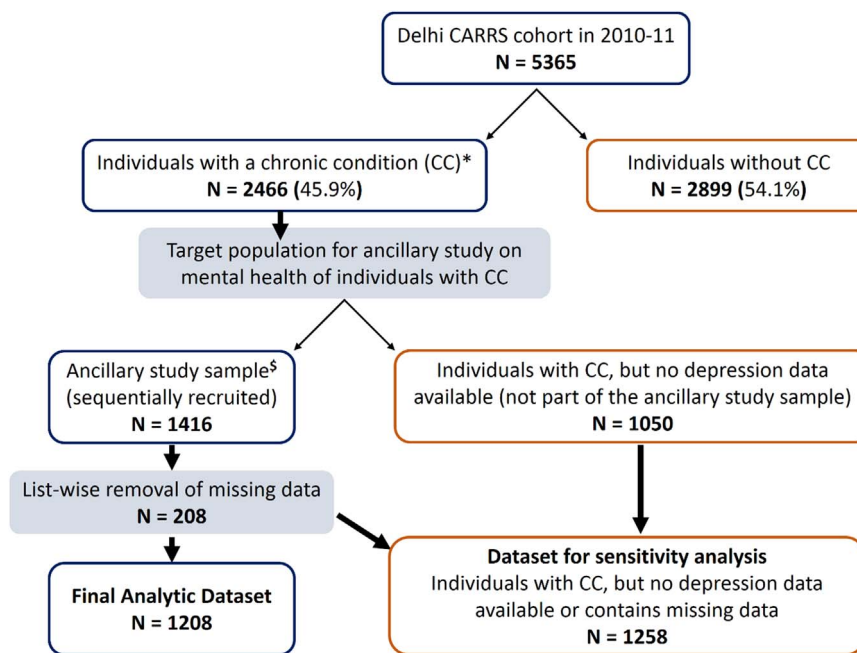 Delhi CARRS cohort in 2010-11
N = 5365
Individuals with a chronic condition (CC)*
N = 2466 (45.9%)
Individuals without CC
N = 2899 (54.1%)
Target population for ancillary study on
mental health of individuals with CC
Ancillary study sample$
(sequentially recruited)
N = 1416
Individuals with CC, but no depression data
available (not part of the ancillary study sample)
N = 1050
List-wise removal of missing data
N = 208
Final Analytic Dataset
N = 1208
Dataset for sensitivity analysis
Individuals with CC, but no depression data
available or contains missing data
N = 1258